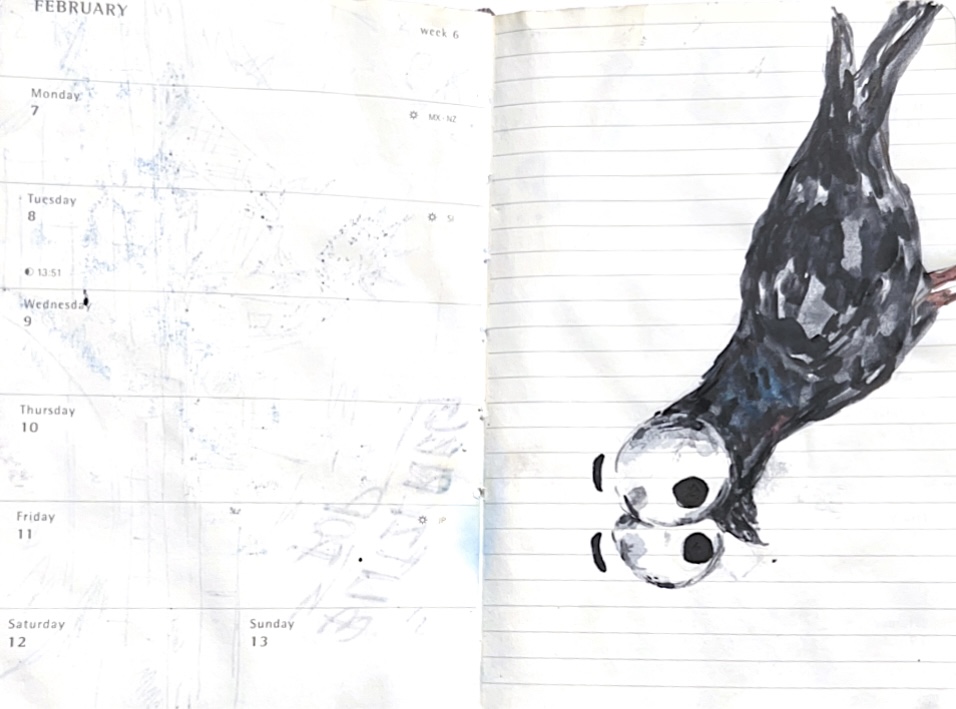 FEBRUARY
week 6
Monday
7
MX - NZ
Tuesday
8
SI
13:51
Wednesday
9
Thursday
10
Friday
11
JP
Saturday
12
Sunday
13